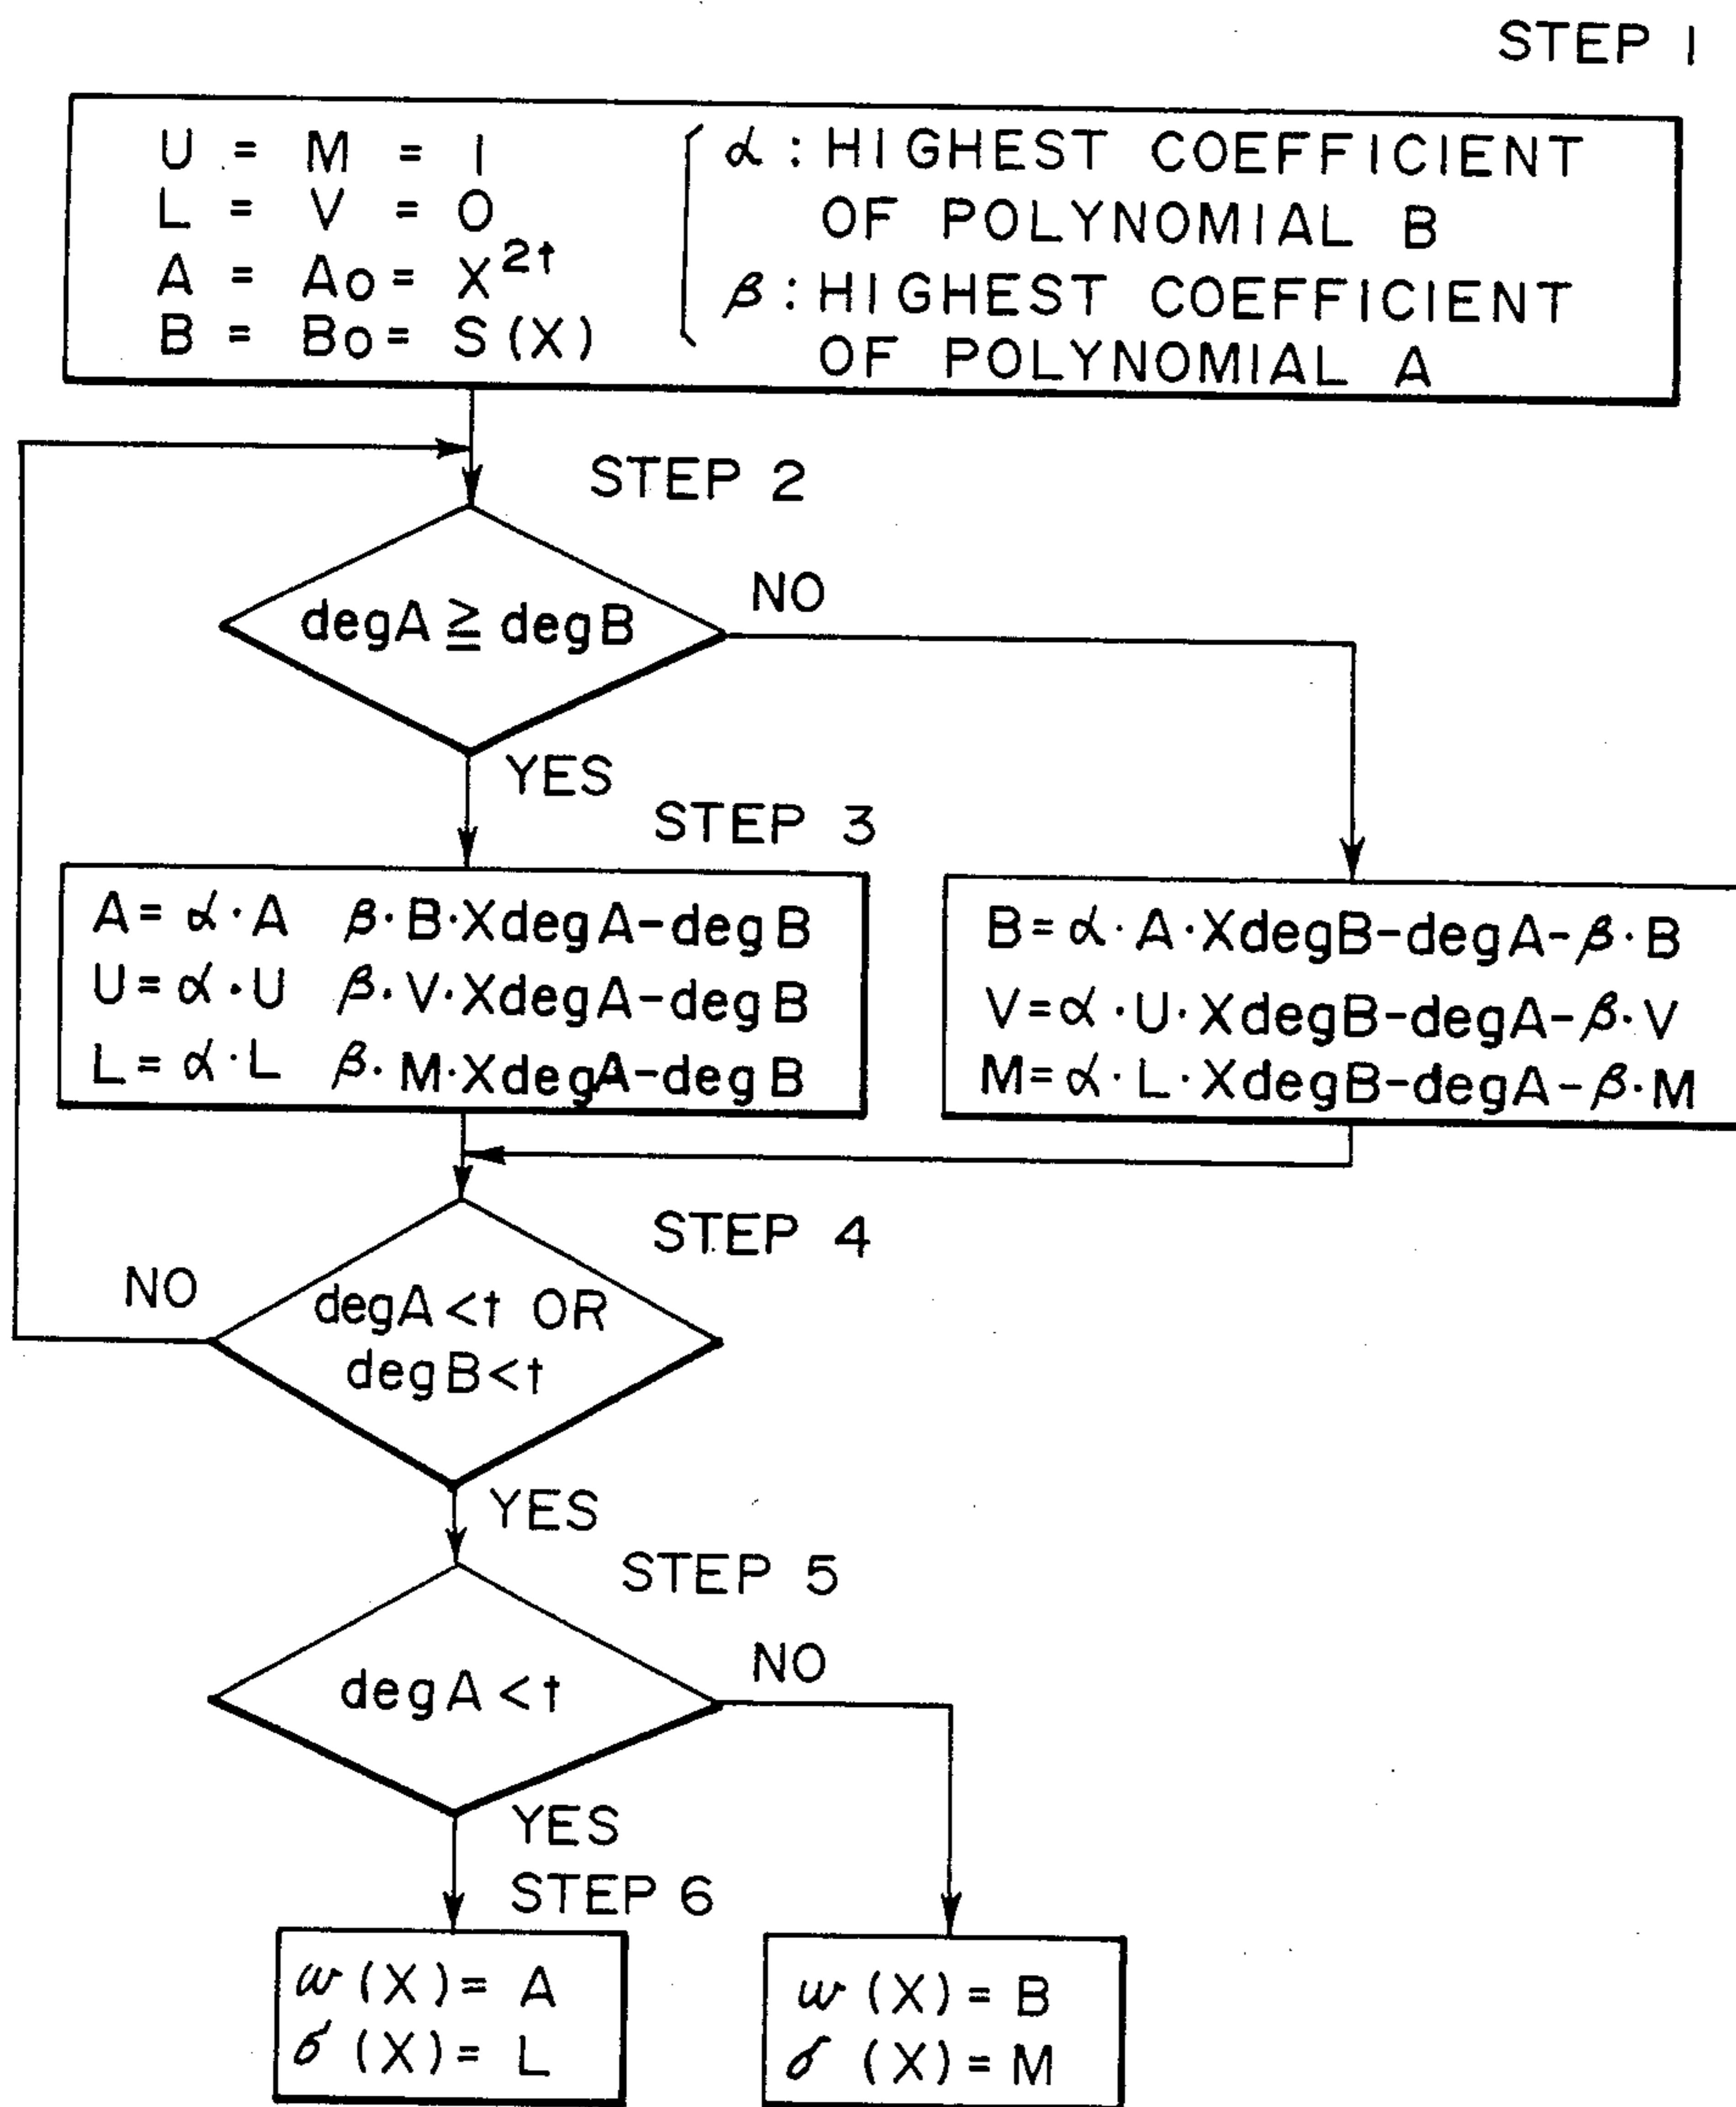 STEP 1
U = M = 1
L = V = 0
A = Ao = X^2t
B = Bo = S(X)
α : HIGHEST COEFFICIENT
OF POLYNOMIAL B
β : HIGHEST COEFFICIENT
OF POLYNOMIAL A
STEP 2
degA ≧ degB
NO
YES
STEP 3
A = α·A β·B·XdegA-degB
U = α·U β·V·XdegA-degB
L = α·L β·M·XdegA-degB
B = α·A·XdegB-degA-β·B
V = α·U·XdegB-degA-β·V
M = α·L·XdegB-degA-β·M
STEP 4
NO
degA < t OR
degB < t
YES
STEP 5
degA < t
NO
YES
STEP 6
ω(X) = A
σ(X) = L
ω(X) = B
σ(X) = M